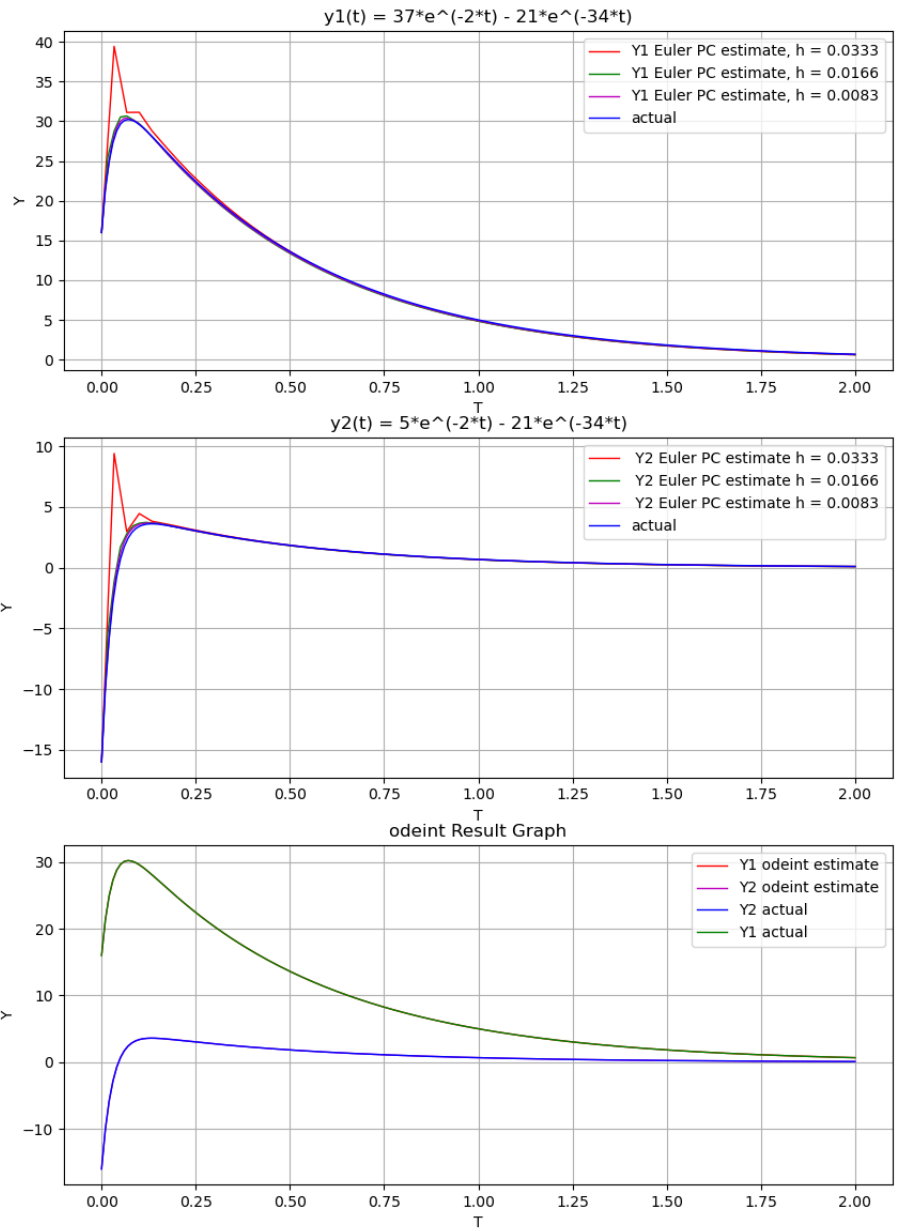 y1(t) = 37*e^(-2*t) - 21*e^(-34*t)
Y1 Euler PC estimate, h = 0.0333
Y1 Euler PC estimate, h = 0.0166
Y1 Euler PC estimate, h = 0.0083
actual
40
35
30
25
20
15
10
5
0
Y
0.00 0.25 0.50 0.75 1.00 1.25 1.50 1.75 2.00
T
y2(t) = 5*e^(-2*t) - 21*e^(-34*t)
Y2 Euler PC estimate h = 0.0333
Y2 Euler PC estimate h = 0.0166
Y2 Euler PC estimate h = 0.0083
actual
10
5
0
−5
−10
−15
Y
0.00 0.25 0.50 0.75 1.00 1.25 1.50 1.75 2.00
T
odeint Result Graph
Y1 odeint estimate
Y2 odeint estimate
Y2 actual
Y1 actual
30
20
10
0
−10
Y
0.00 0.25 0.50 0.75 1.00 1.25 1.50 1.75 2.00
T